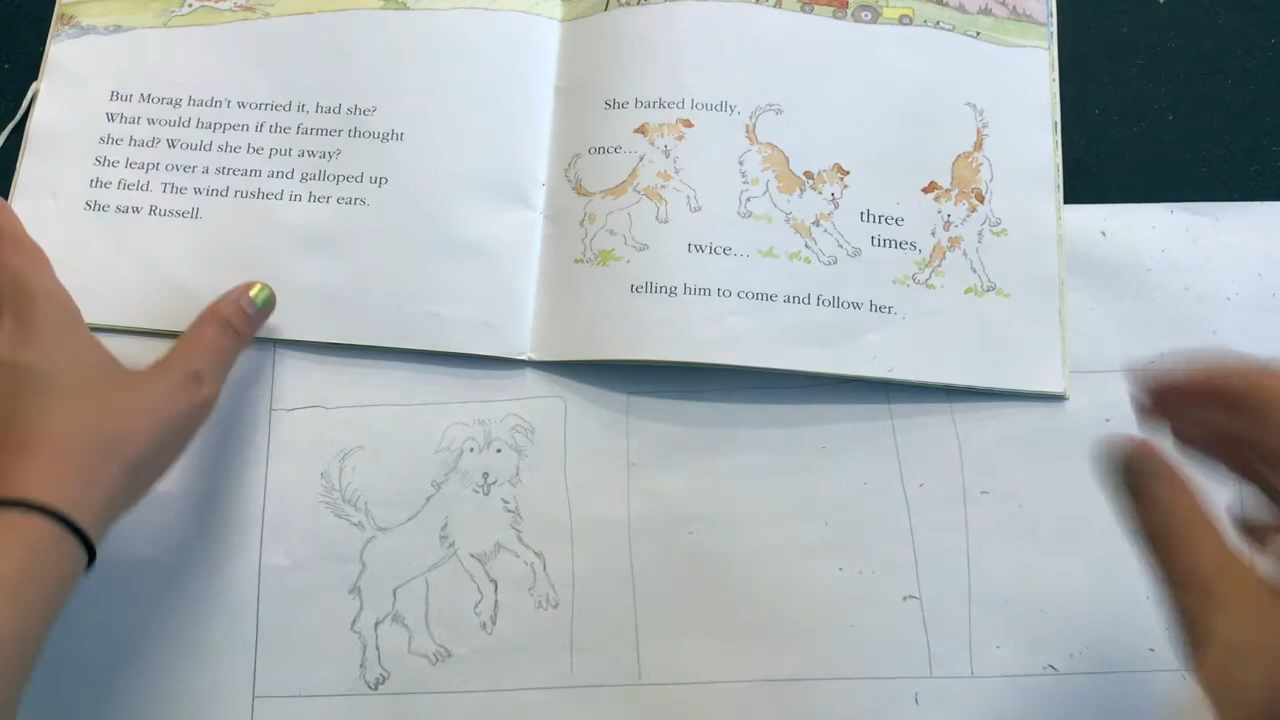 But Morag hadn't worried it, had she?
What would happen if the farmer thought
she had? Would she be put away?
She leapt over a stream and galloped up
the field. The wind rushed in her ears.
She saw Russell.
She barked loudly,
once...
twice...
three
times,
telling him to come and follow her.